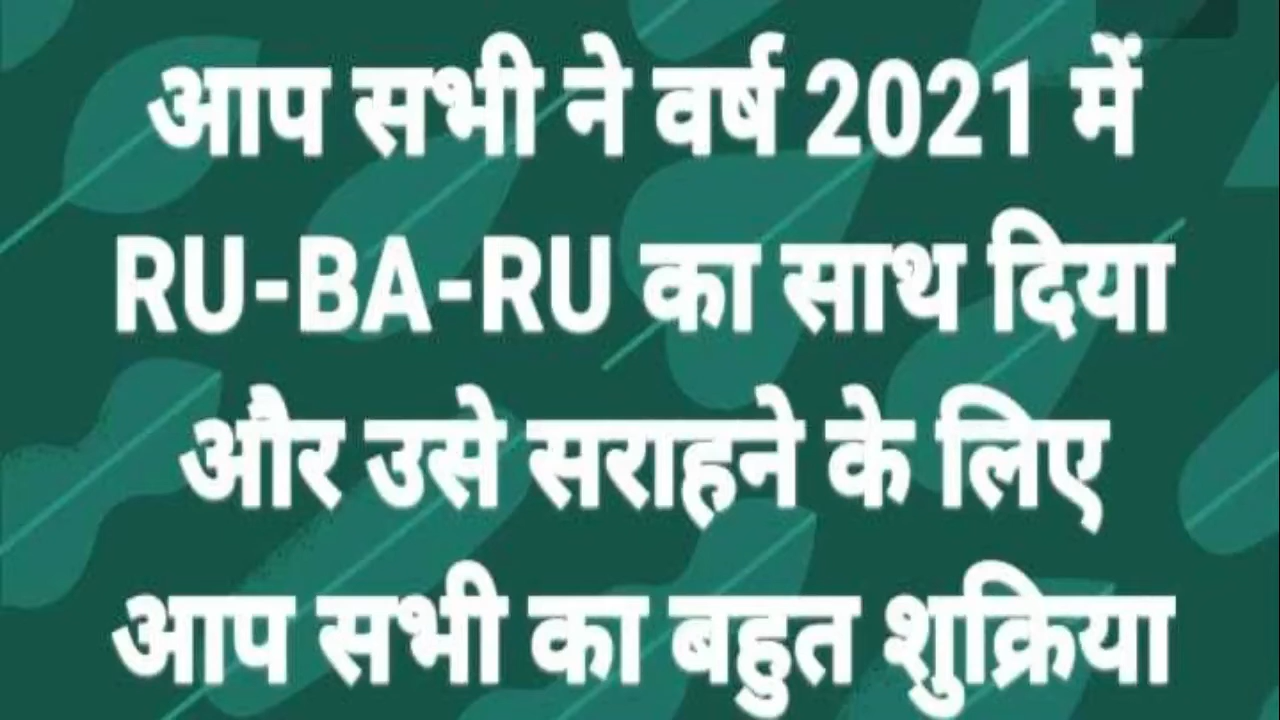 आप सभी ने वर्ष 2021 में
RU-BA-RU का साथ दिया
और उसे सराहने के लिए
आप सभी का बहुत शुक्रिया